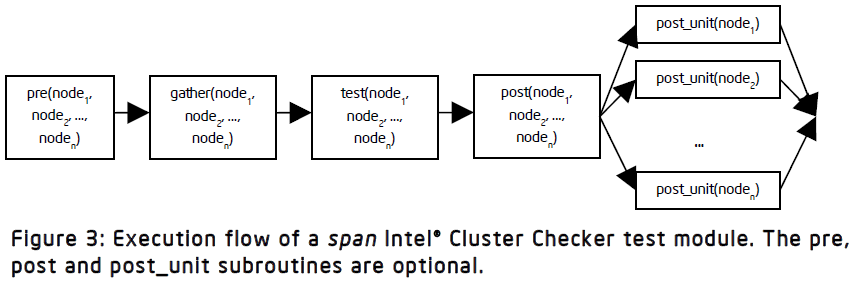 pre(node1,
node2, ...,
noden)
gather(node1,
node2, ...,
noden)
test(node1,
node2, ...,
noden)
post(node1,
node2, ...,
noden)
post_unit(node1)
post_unit(node2)
...
post_unit(noden)
Figure 3: Execution flow of a span Intel® Cluster Checker test module. The pre,
post and post_unit subroutines are optional.